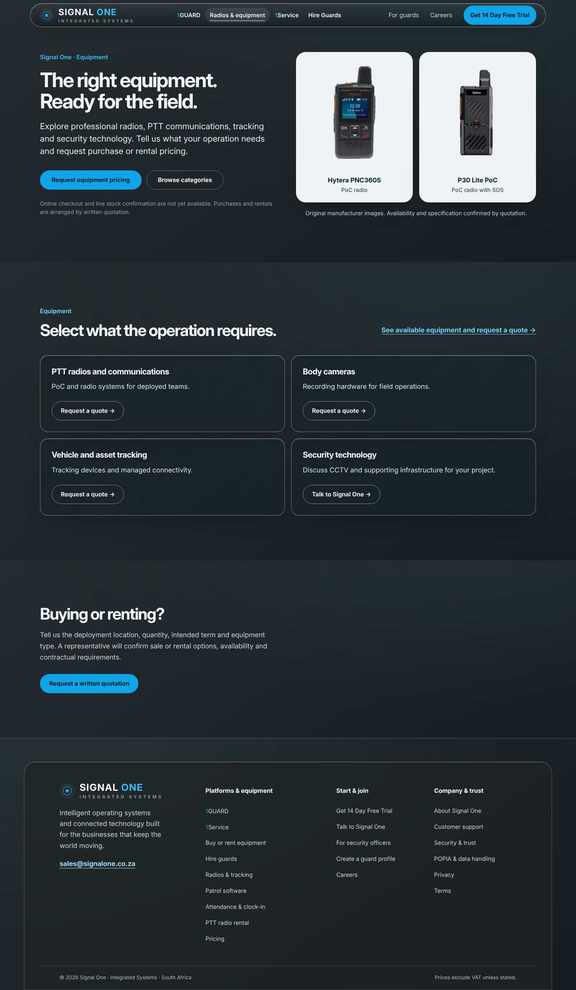 SIGNAL ONE
INTEGRATED SYSTEMS
1GUARD
Radios & equipment
1Service
Hire Guards
For guards
Careers
Get 14 Day Free Trial
Signal One · Equipment
The right equipment.
Ready for the field.
Explore professional radios, PTT communications, tracking
and security technology. Tell us what your operation needs
and request purchase or rental pricing.
Request equipment pricing
Browse categories
Online checkout and live stock confirmation are not yet available. Purchases and rentals
are arranged by written quotation.
Hytera PNC360S
PoC radio
P30 Lite PoC
PoC radio with SOS
Original manufacturer images. Availability and specification confirmed by quotation.
Equipment
Select what the operation requires.
See available equipment and request a quote →
PTT radios and communications
PoC and radio systems for deployed teams.
Request a quote →
Body cameras
Recording hardware for field operations.
Request a quote →
Vehicle and asset tracking
Tracking devices and managed connectivity.
Request a quote →
Security technology
Discuss CCTV and supporting infrastructure for your project.
Talk to Signal One →
Buying or renting?
Tell us the deployment location, quantity, intended term and equipment
type. A representative will confirm sale or rental options, availability and
contractual requirements.
Request a written quotation
SIGNAL ONE
INTEGRATED SYSTEMS
Intelligent operating systems
and connected technology built
for the businesses that keep the
world moving.
sales@signalone.co.za
Platforms & equipment
1GUARD
1Service
Buy or rent equipment
Hire guards
Radios & tracking
Patrol software
Attendance & clock-in
PTT radio rental
Pricing
Start & join
Get 14 Day Free Trial
Talk to Signal One
For security officers
Create a guard profile
Careers
Company & trust
About Signal One
Customer support
Security & trust
POPIA & data handling
Privacy
Terms
© 2026 Signal One · Integrated Systems · South Africa
Prices exclude VAT unless stated.